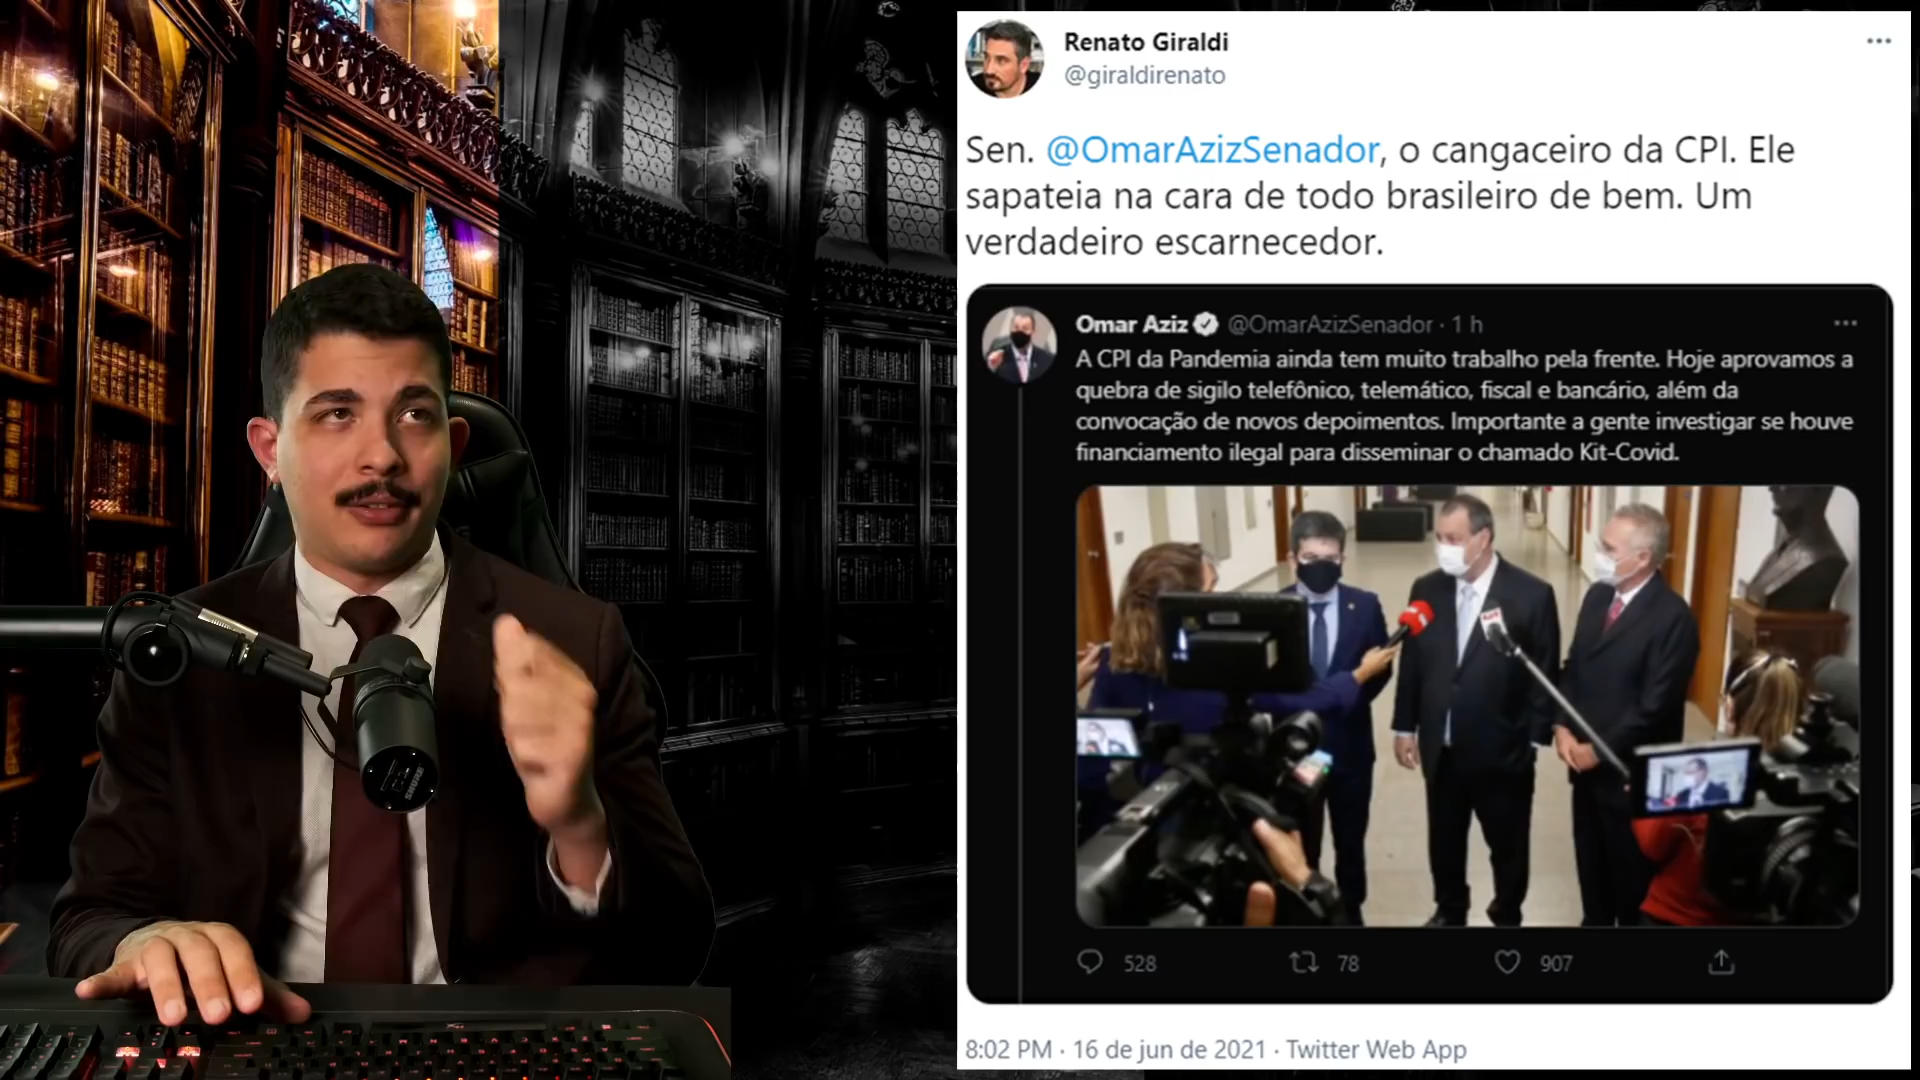 Renato Giraldi
@giraldirenato
Sen. @OmarAzizSenador, o cangaceiro da CPI. Ele
sapateia na cara de todo brasileiro de bem. Um
verdadeiro escarnecedor.
Omar Aziz @OmarAzizSenador · 1 h
A CPI da Pandemia ainda tem muito trabalho pela frente. Hoje aprovamos a
quebra de sigilo telefônico, telemático, fiscal e bancário, além da
convocação de novos depoimentos. Importante a gente investigar se houve
financiamento ilegal para disseminar o chamado Kit-Covid.
528 78 907
8:02 PM · 16 de jun de 2021 · Twitter Web App
SHURE